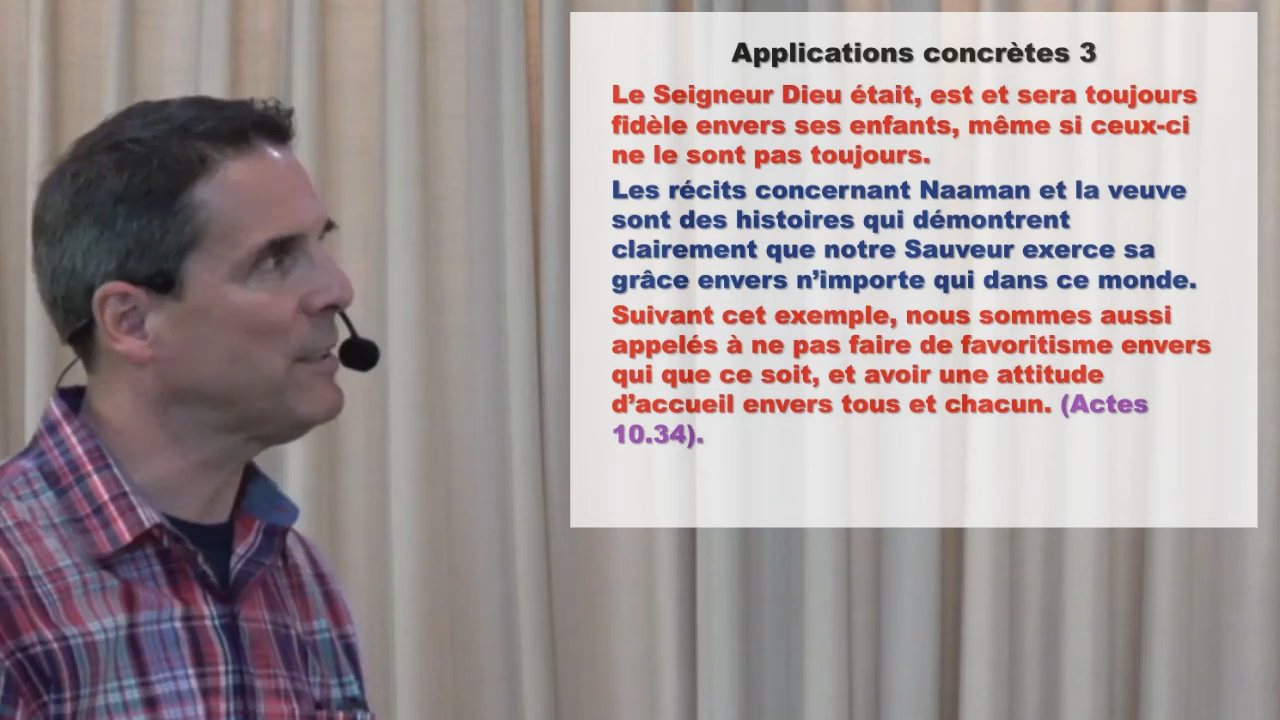 Applications concrètes 3
Le Seigneur Dieu était, est et sera toujours
fidèle envers ses enfants, même si ceux-ci
ne le sont pas toujours.
Les récits concernant Naaman et la veuve
sont des histoires qui démontrent
clairement que notre Sauveur exerce sa
grâce envers n’importe qui dans ce monde.
Suivant cet exemple, nous sommes aussi
appelés à ne pas faire de favoritisme envers
qui que ce soit, et avoir une attitude
d’accueil envers tous et chacun. (Actes
10.34).